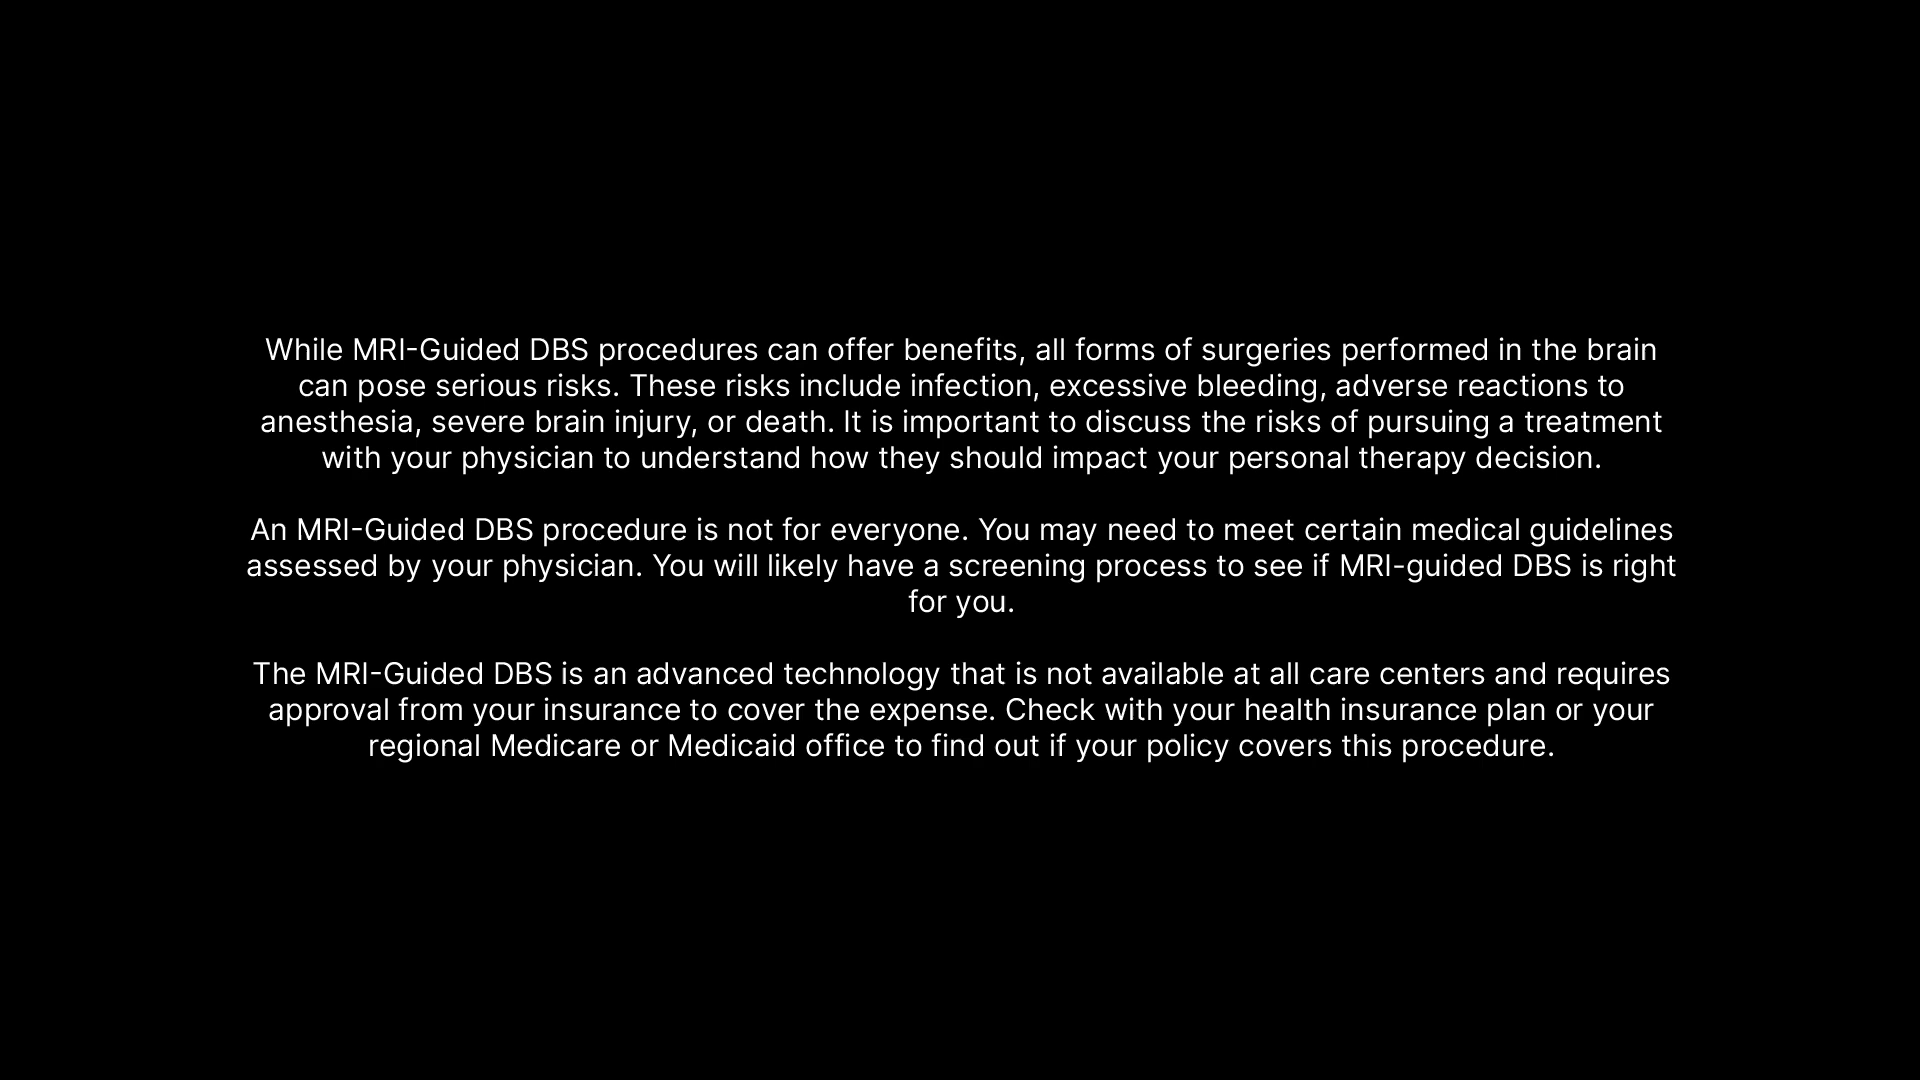 While MRI-Guided DBS procedures can offer benefits, all forms of surgeries performed in the brain
can pose serious risks. These risks include infection, excessive bleeding, adverse reactions to
anesthesia, severe brain injury, or death. It is important to discuss the risks of pursuing a treatment
with your physician to understand how they should impact your personal therapy decision.
An MRI-Guided DBS procedure is not for everyone. You may need to meet certain medical guidelines
assessed by your physician. You will likely have a screening process to see if MRI-guided DBS is right
for you.
The MRI-Guided DBS is an advanced technology that is not available at all care centers and requires
approval from your insurance to cover the expense. Check with your health insurance plan or your
regional Medicare or Medicaid office to find out if your policy covers this procedure.